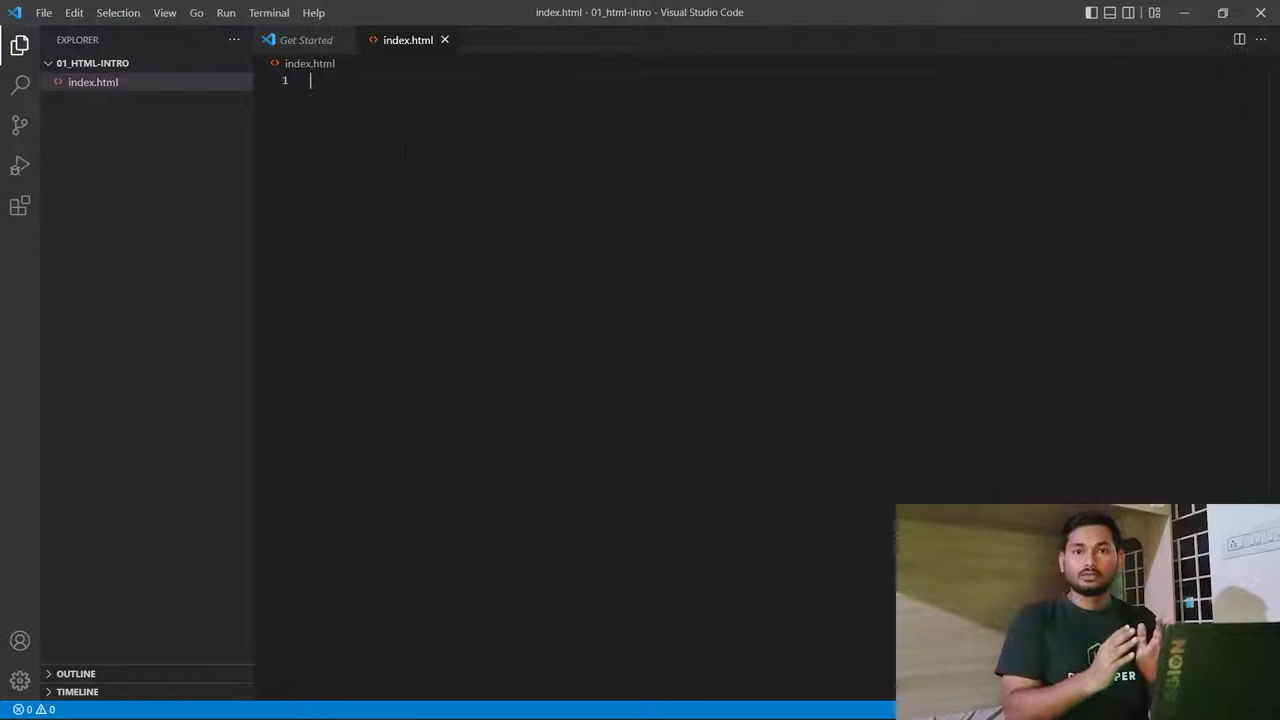 File Edit Selection View Go Run Terminal Help
index.html - 01_html-intro - Visual Studio Code
EXPLORER
Get Started
index.html
01_HTML-INTRO
index.html
index.html
1
OUTLINE
TIMELINE
0 0